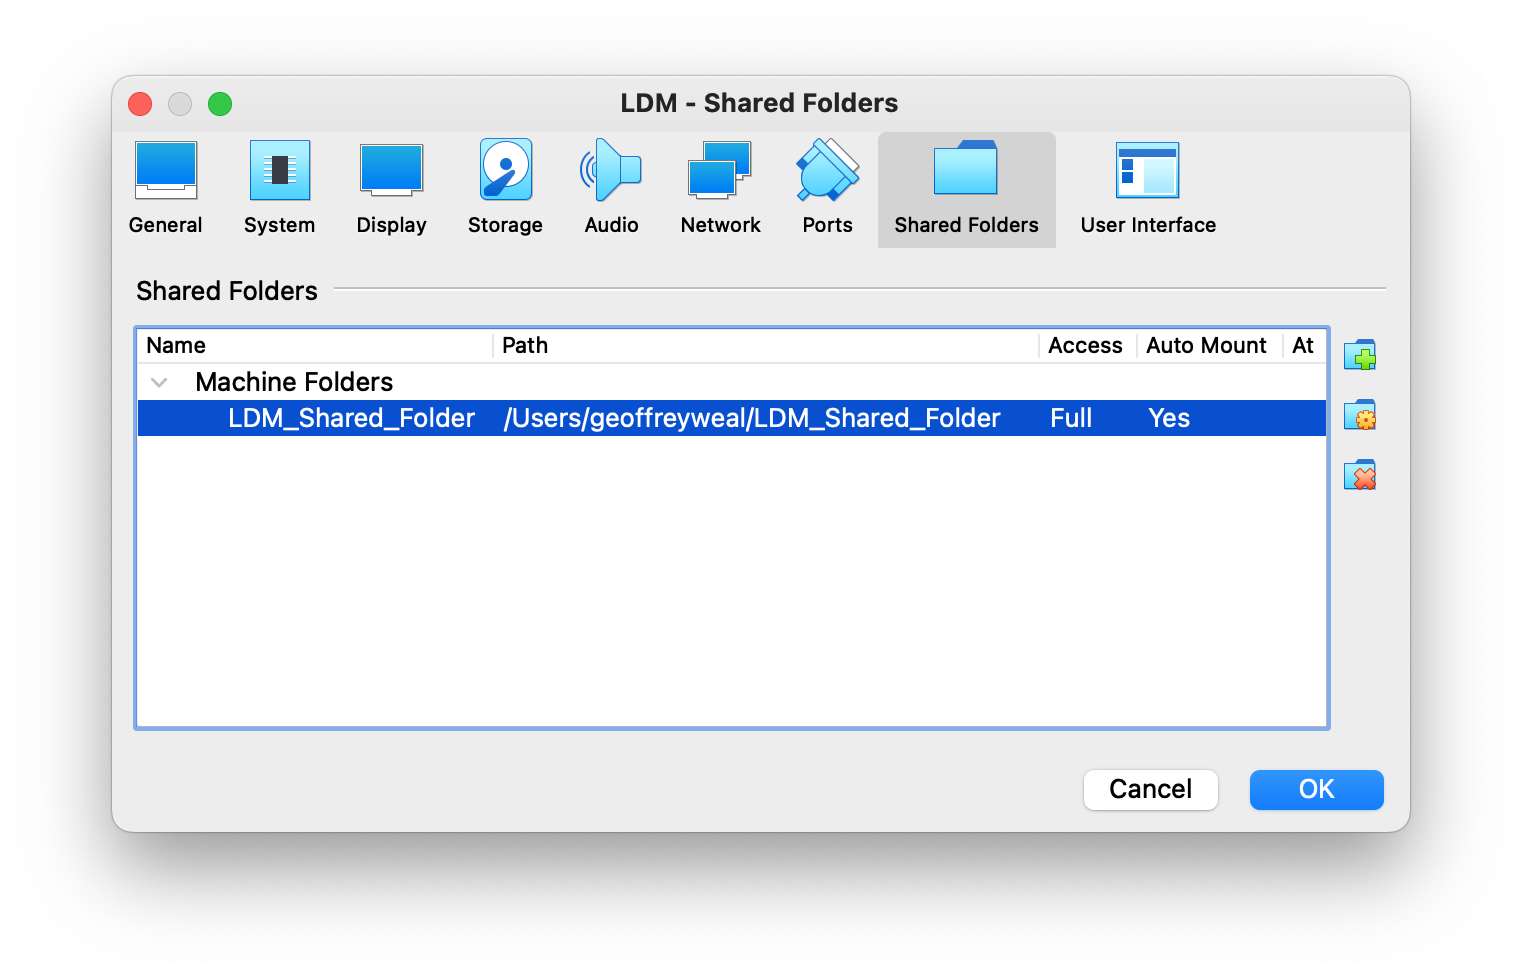 LDM - Shared Folders
General System Display Storage Audio Network Ports Shared Folders User Interface
Shared Folders
Name Path Access Auto Mount At
Machine Folders
LDM_Shared_Folder /Users/geoffreyweal/LDM_Shared_Folder Full Yes
Cancel OK